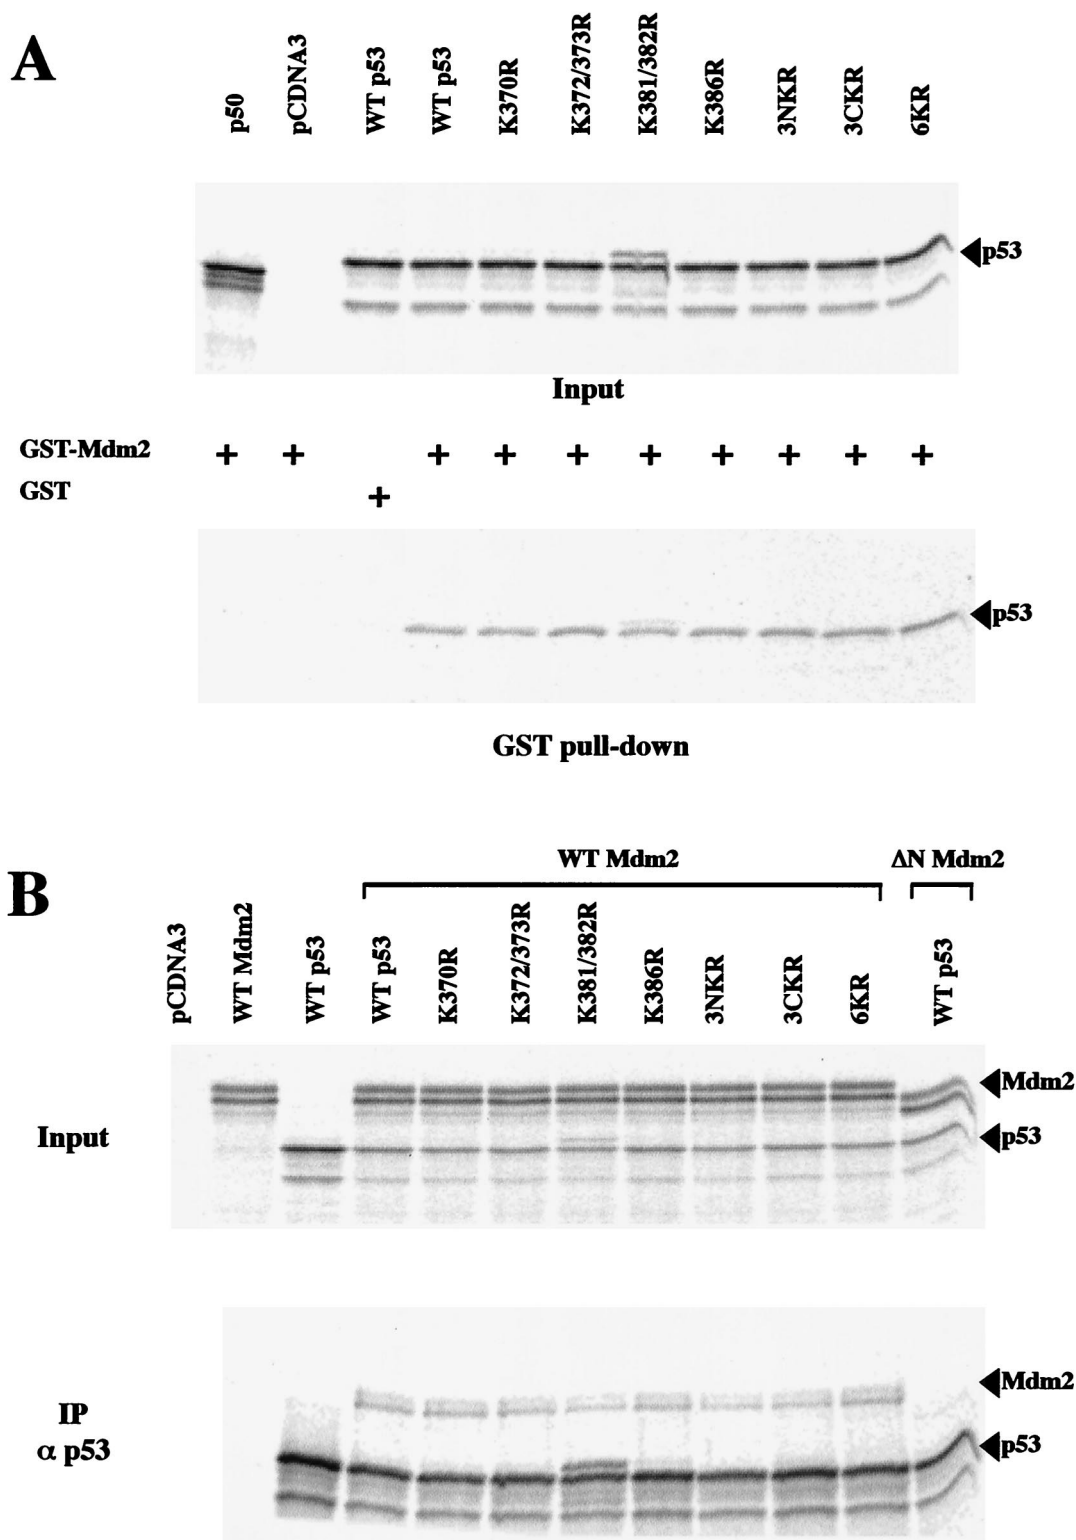 A
p50
pCDNA3
WT p53
WT p53
K370R
K372/373R
K381/382R
K386R
3NKR
3CKR
6KR
p53
Input
GST-Mdm2 + + + + + + + + + +
GST +
p53
GST pull-down
B
WT Mdm2
ΔN Mdm2
pCDNA3
WT Mdm2
WT p53
WT p53
K370R
K372/373R
K381/382R
K386R
3NKR
3CKR
6KR
WT p53
Mdm2
Input
p53
Mdm2
IP
α p53
p53